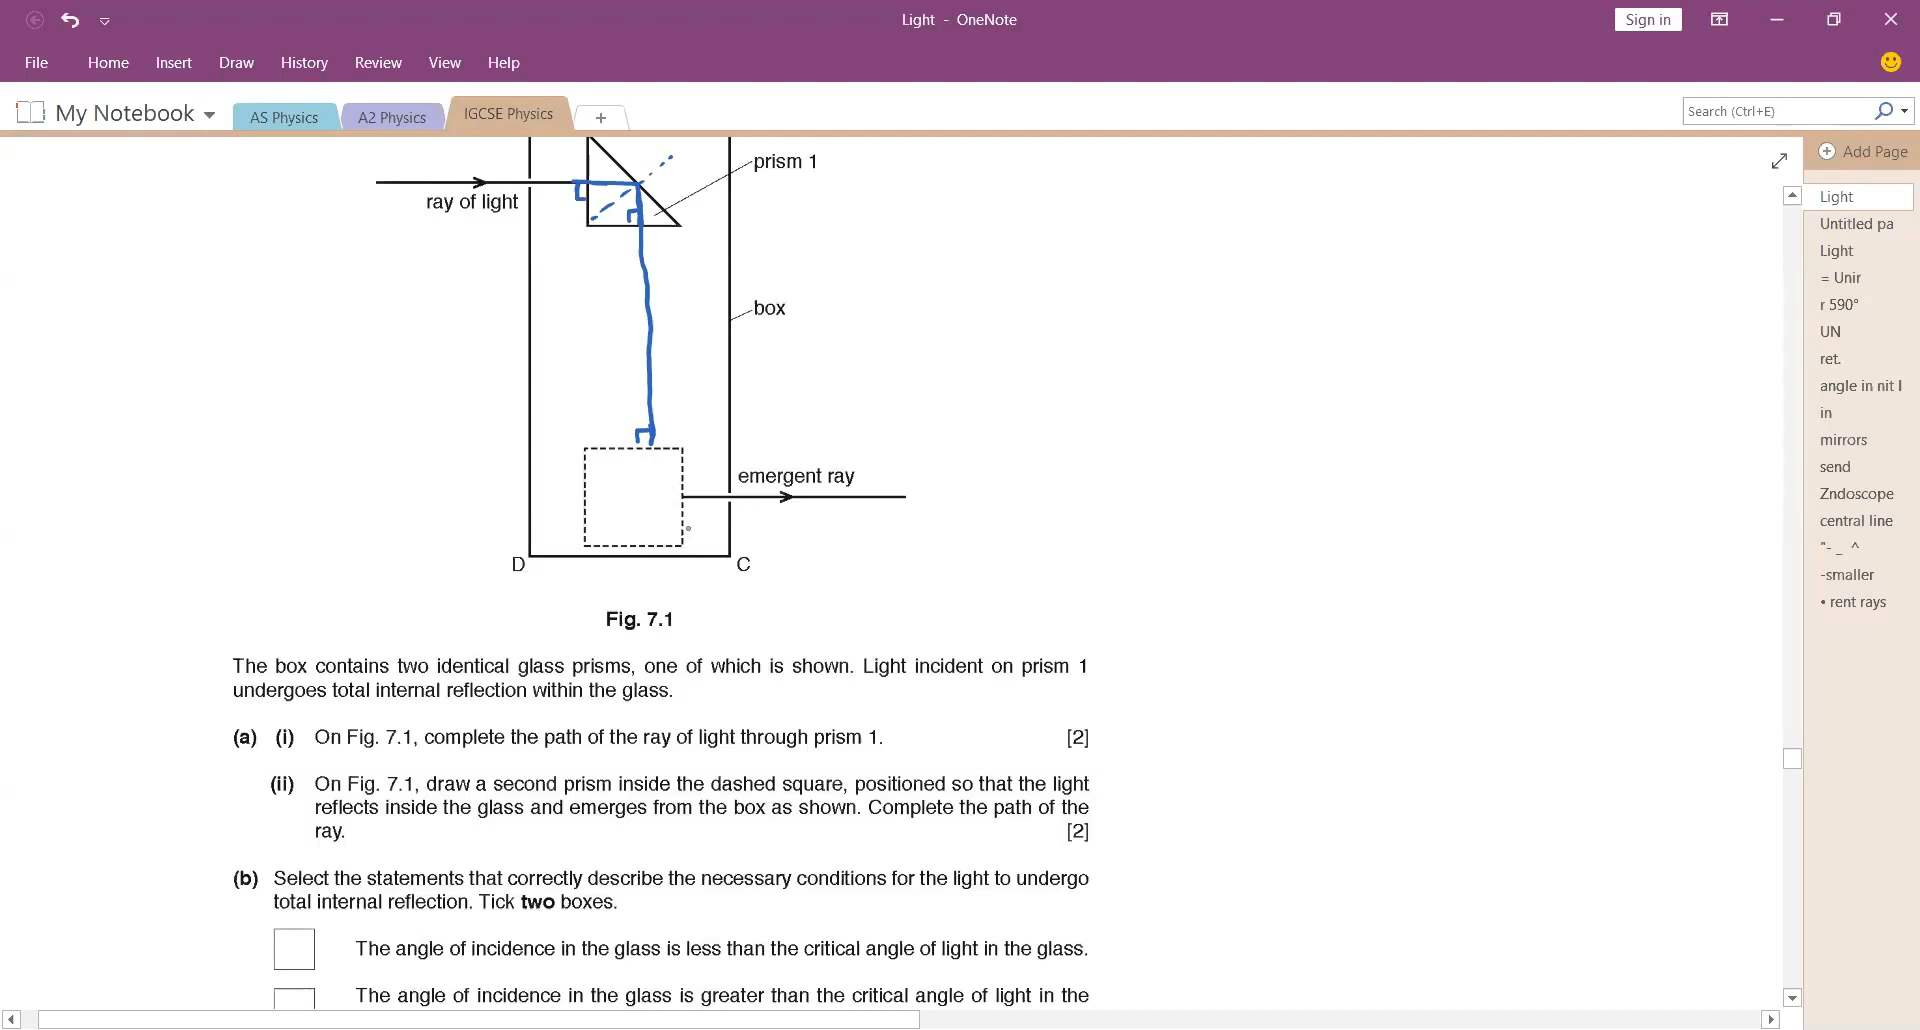 Light - OneNote
Sign in
File Home Insert Draw History Review View Help
My Notebook
AS Physics A2 Physics IGCSE Physics +
Search (Ctrl+E)
Add Page
prism 1
ray of light
box
emergent ray
D C
Fig. 7.1
The box contains two identical glass prisms, one of which is shown. Light incident on prism 1
undergoes total internal reflection within the glass.
(a) (i) On Fig. 7.1, complete the path of the ray of light through prism 1. [2]
(ii) On Fig. 7.1, draw a second prism inside the dashed square, positioned so that the light
reflects inside the glass and emerges from the box as shown. Complete the path of the
ray. [2]
(b) Select the statements that correctly describe the necessary conditions for the light to undergo
total internal reflection. Tick two boxes.
The angle of incidence in the glass is less than the critical angle of light in the glass.
The angle of incidence in the glass is greater than the critical angle of light in the
Light
Untitled pa
Light
= Unir
r 590°
UN
ret.
angle in nit I
in
mirrors
send
Zndoscope
central line
"- _ ^
-smaller
• rent rays